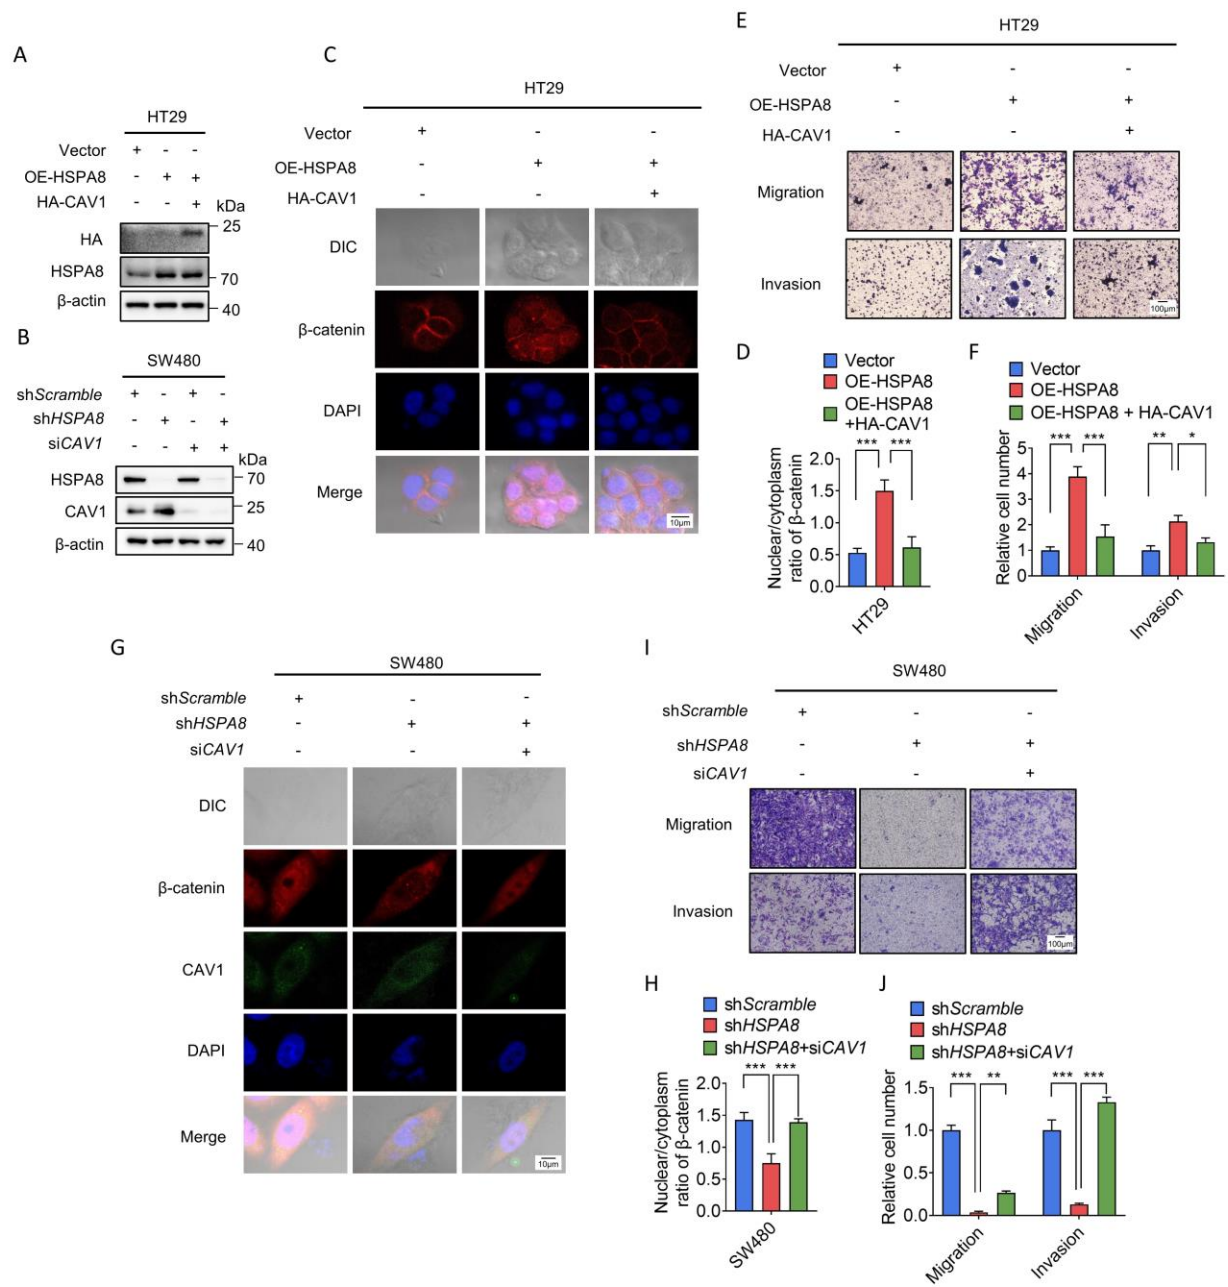 A
HT29
Vector + - -
OE-HSPA8 - + +
HA-CAV1 - - + kDa
HA 25
HSPA8 70
β-actin 40
B
SW480
shScramble + - + -
shHSPA8 - + - +
siCAV1 - - + + kDa
HSPA8 70
CAV1 25
β-actin 40
C
HT29
Vector + - -
OE-HSPA8 - + +
HA-CAV1 - - +
DIC
β-catenin
DAPI
Merge
10μm
E
HT29
Vector + - -
OE-HSPA8 - + +
HA-CAV1 - - +
Migration
Invasion
100μm
D
Vector
OE-HSPA8
OE-HSPA8
+HA-CAV1
*** ***
Nuclear/cytoplasm
ratio of β-catenin
2.0
1.5
1.0
0.5
0.0
HT29
F
Vector
OE-HSPA8
OE-HSPA8 + HA-CAV1
*** *** ** *
Relative cell number
5
4
3
2
1
0
Migration
Invasion
G
SW480
shScramble + - -
shHSPA8 - + +
siCAV1 - - +
DIC
β-catenin
CAV1
DAPI
Merge
10μm
I
SW480
shScramble + - -
shHSPA8 - + +
siCAV1 - - +
Migration
Invasion
100μm
H
shScramble
shHSPA8
shHSPA8+siCAV1
*** ***
Nuclear/cytoplasm
ratio of β-catenin
2.0
1.5
1.0
0.5
0.0
SW480
J
shScramble
shHSPA8
shHSPA8+siCAV1
*** ** *** ***
Relative cell number
1.5
1.0
0.5
0.0
Migration
Invasion